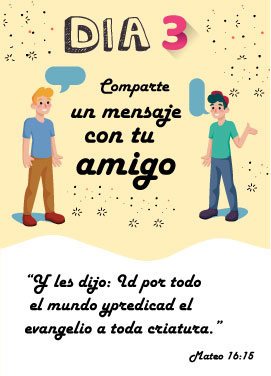 DIA 3
Comparte
un mensaje
con tu
amigo
“Y les dijo: Id por todo
el mundo ypredicad el
evangelio a toda criatura.”
Mateo 16:15